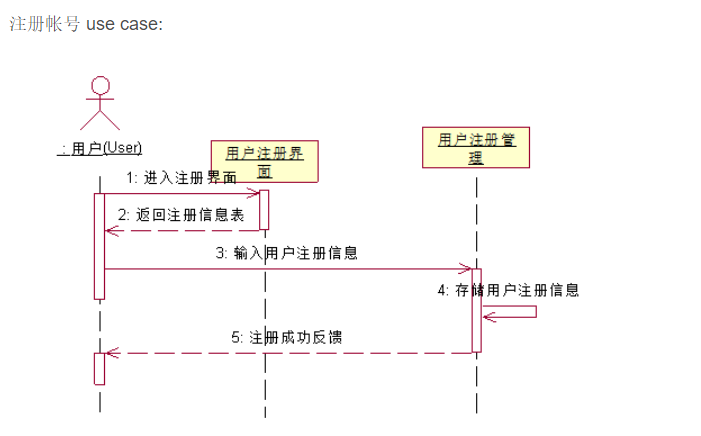 注册帐号 use case:
: 用户(User)
用户注册界
面
用户注册管
理
1: 进入注册界面
2: 返回注册信息表
3: 输入用户注册信息
4: 存储用户注册信息
5: 注册成功反馈